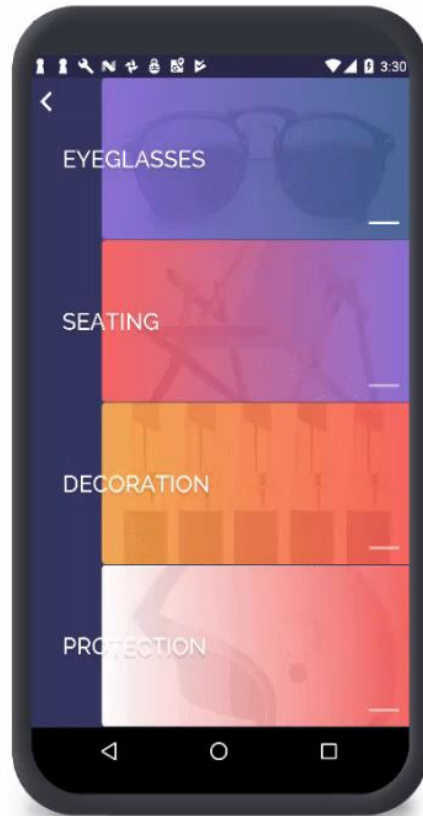 3:30
EYEGLASSES
SEATING
DECORATION
PROTECTION